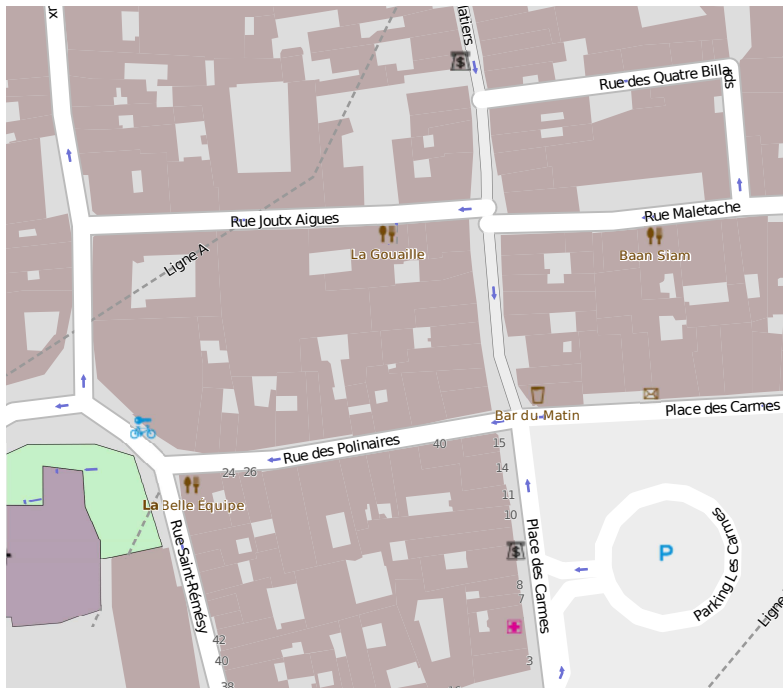 latiers
Rue des Quatre Billards
Rue Joutx Aigues
Rue Maletache
La Gouaille
Baan Siam
Ligne A
Bar du Matin
Place des Carmes
Rue des Polinaires
40
15
24
26
14
La Belle Équipe
11
10
Rue Saint-Rémésy
Place des Carmes
P
Parking Les Carmes
8
7
Ligne
42
40
3
38